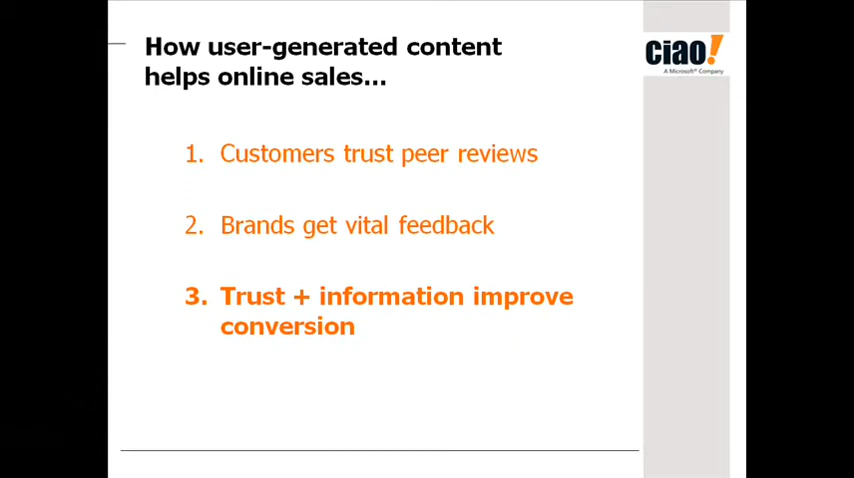 How user-generated content
helps online sales...
ciao!
A Microsoft® Company
1. Customers trust peer reviews
2. Brands get vital feedback
3. Trust + information improve
conversion